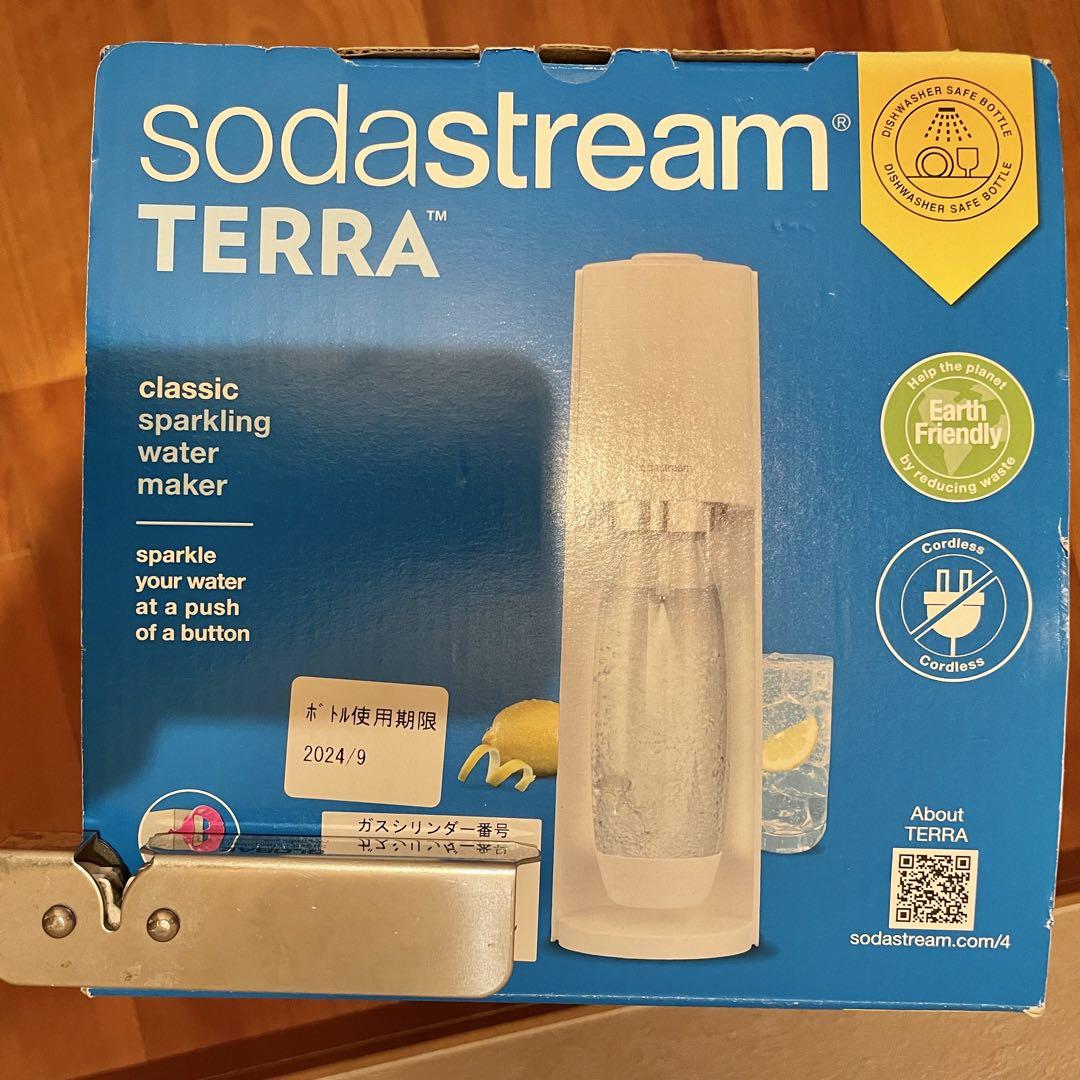 sodastream®
TERRA™
DISHWASHER SAFE BOTTLE
DISHWASHER SAFE BOTTLE
classic
sparkling
water
maker
sparkle
your water
at a push
of a button
Help the planet
Earth
Friendly
by reducing waste
Cordless
Cordless
sodastream
ボトル使用期限
2024/9
ガスシリンダー番号
About
TERRA
sodastream.com/4